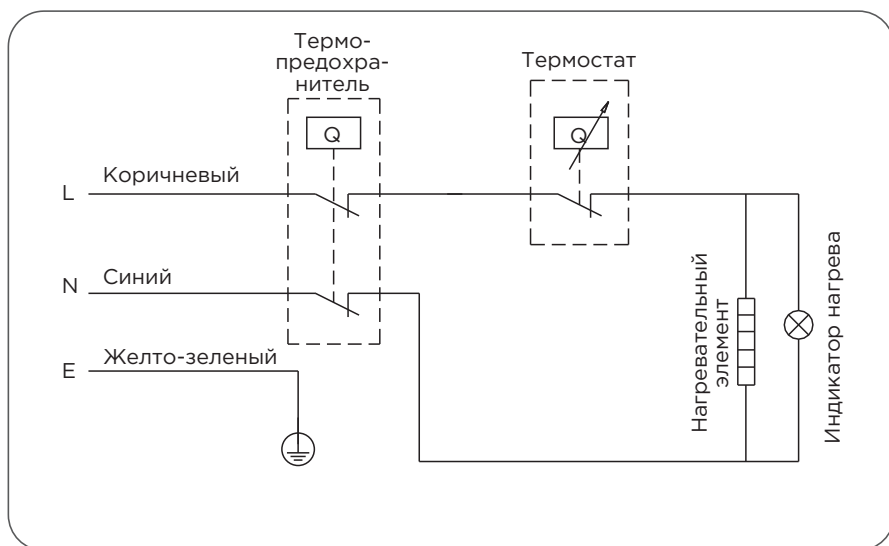 Термо-
предохра-
нитель
Термостат
Q
Q
L
Коричневый
N
Синий
E
Желто-зеленый
Нагревательный
элемент
Индикатор нагрева